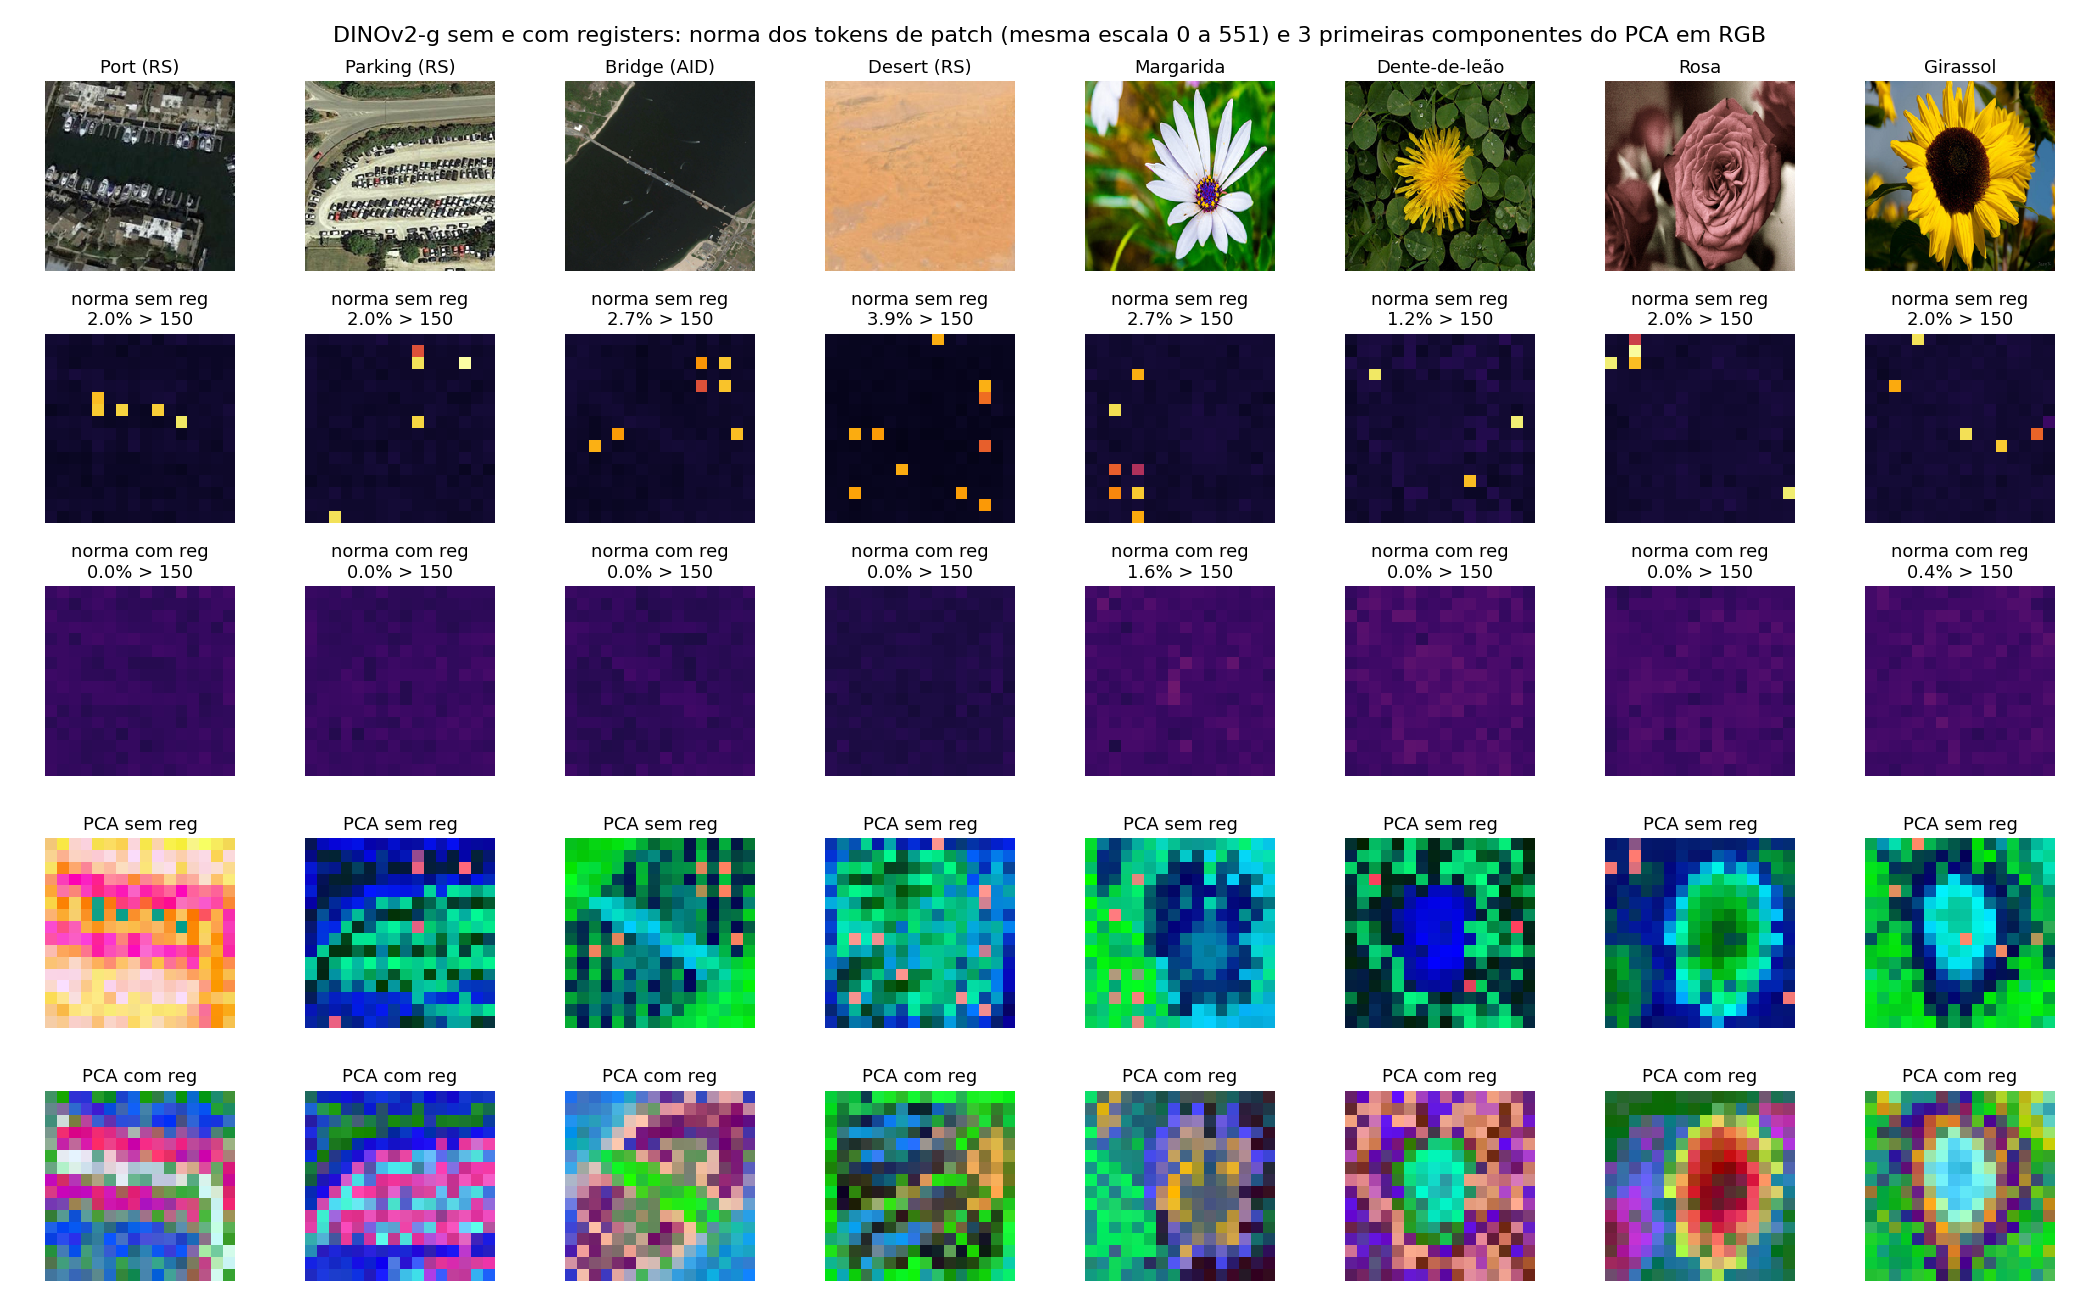 DINOv2-g sem e com registers: norma dos tokens de patch (mesma escala 0 a 551) e 3 primeiras componentes do PCA em RGB
Port (RS) Parking (RS) Bridge (AID) Desert (RS) Margarida Dente-de-leão Rosa Girassol
norma sem reg norma sem reg norma sem reg norma sem reg norma sem reg norma sem reg norma sem reg norma sem reg
2.0% > 150 2.0% > 150 2.7% > 150 3.9% > 150 2.7% > 150 1.2% > 150 2.0% > 150 2.0% > 150
norma com reg norma com reg norma com reg norma com reg norma com reg norma com reg norma com reg norma com reg
0.0% > 150 0.0% > 150 0.0% > 150 0.0% > 150 1.6% > 150 0.0% > 150 0.0% > 150 0.4% > 150
PCA sem reg PCA sem reg PCA sem reg PCA sem reg PCA sem reg PCA sem reg PCA sem reg PCA sem reg
PCA com reg PCA com reg PCA com reg PCA com reg PCA com reg PCA com reg PCA com reg PCA com reg